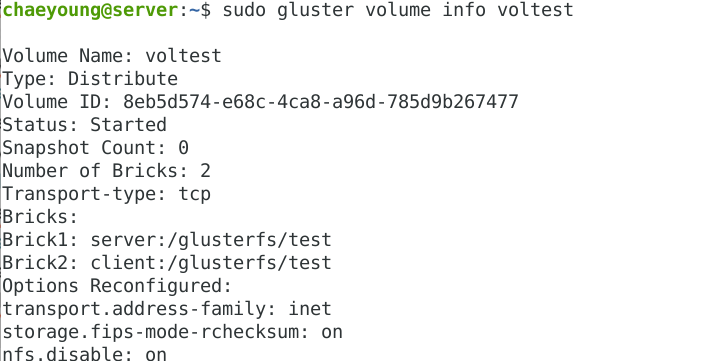 chaeyoung@server:~$ sudo gluster volume info voltest
Volume Name: voltest
Type: Distribute
Volume ID: 8eb5d574-e68c-4ca8-a96d-785d9b267477
Status: Started
Snapshot Count: 0
Number of Bricks: 2
Transport-type: tcp
Bricks:
Brick1: server:/glusterfs/test
Brick2: client:/glusterfs/test
Options Reconfigured:
transport.address-family: inet
storage.fips-mode-rchecksum: on
nfs.disable: on